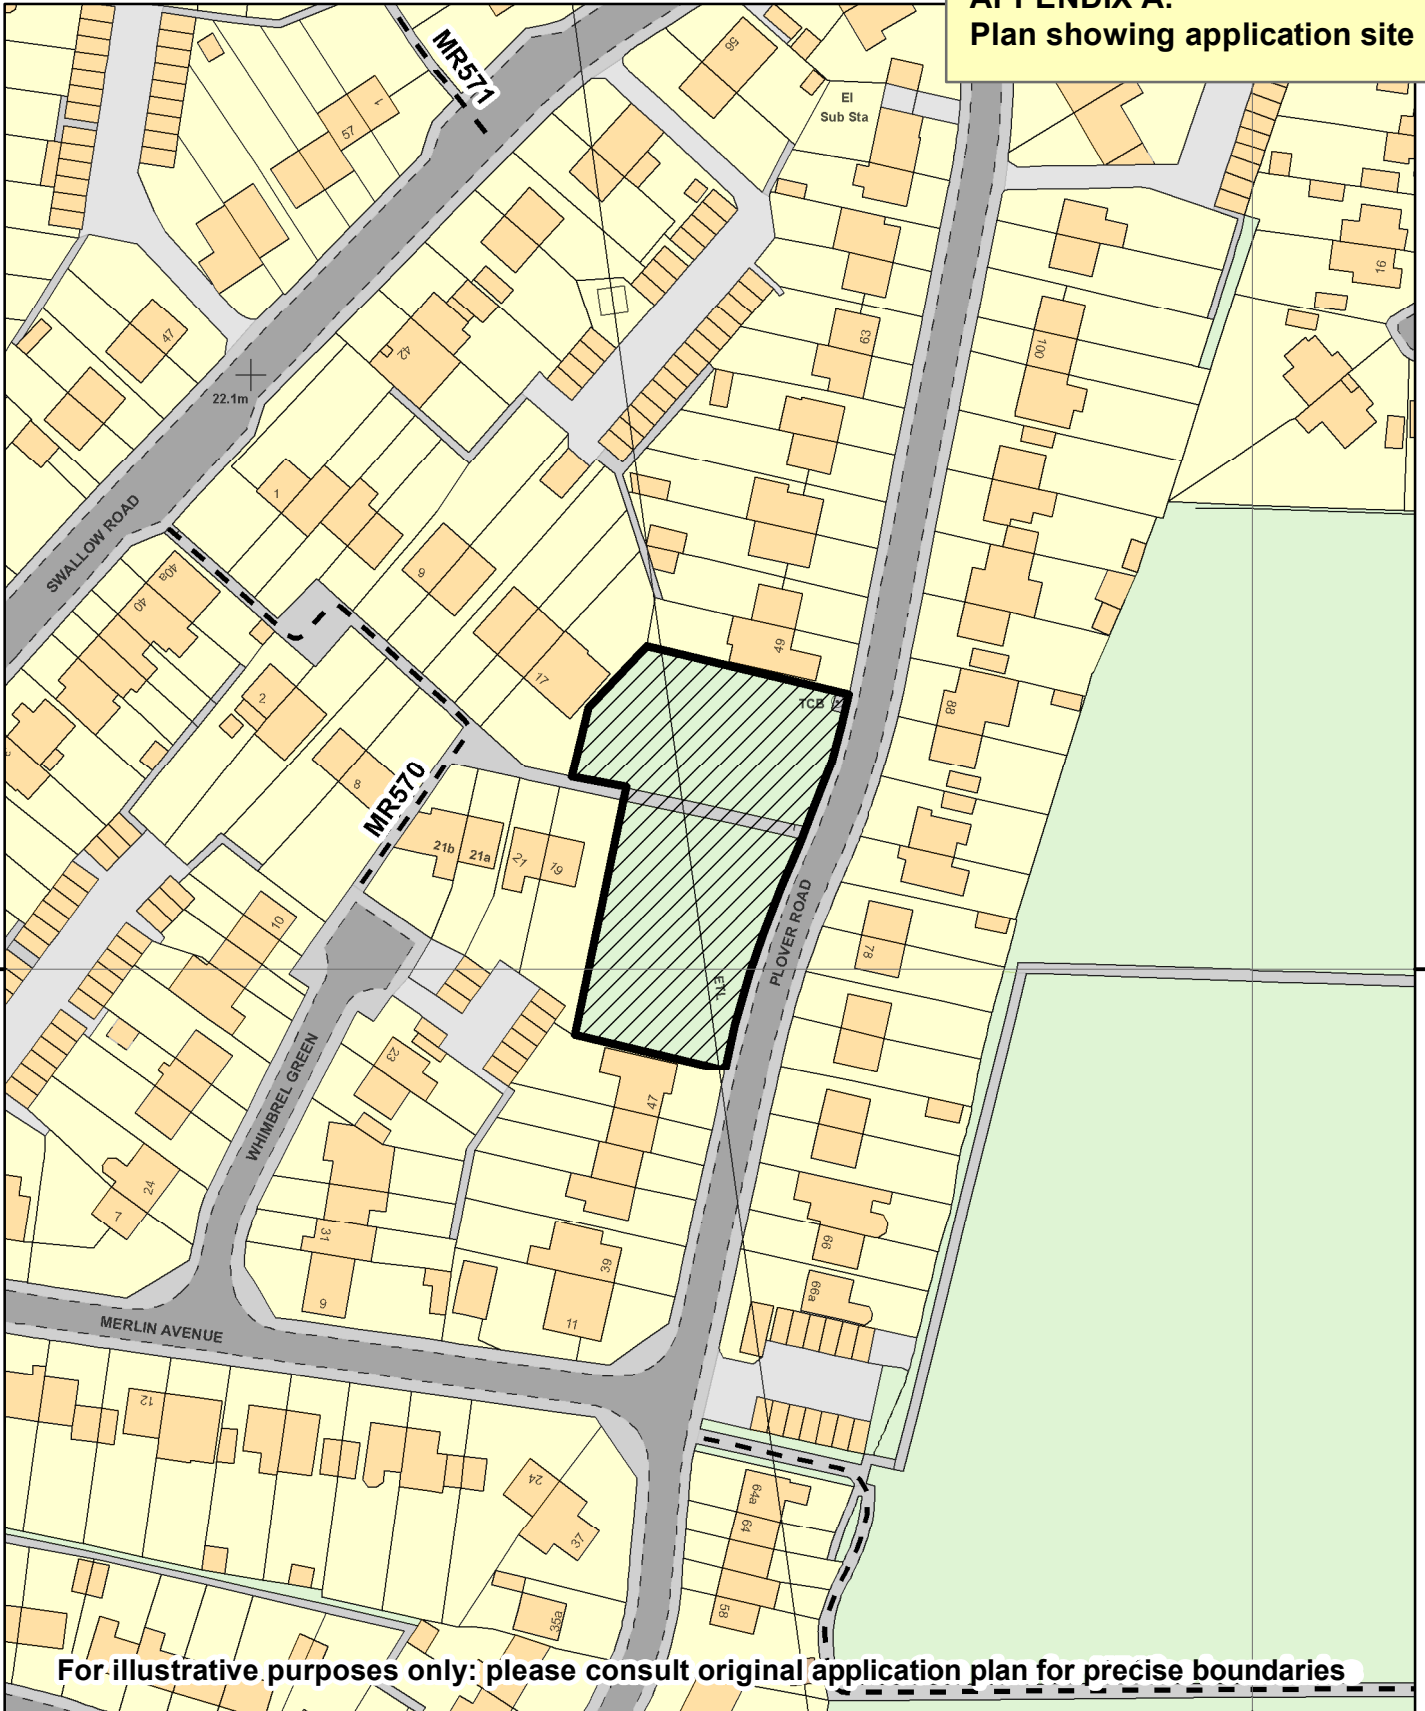 APPENDIX A:
Plan showing application site
MR571
56
El
Sub Sta
1
57
16
47
42
63
100
22.1m
SWALLOW ROAD
1
9
40a
40
49
17
TCB
2
88
8
MR570
21b
21a
21
19
PLOVER ROAD
10
78
EN
23
WHIMBREL GREEN
47
24
7
31
39
66
66a
9
11
MERLIN AVENUE
12
24
37
64a
64
58
35a
For illustrative purposes only: please consult original application plan for precise boundaries